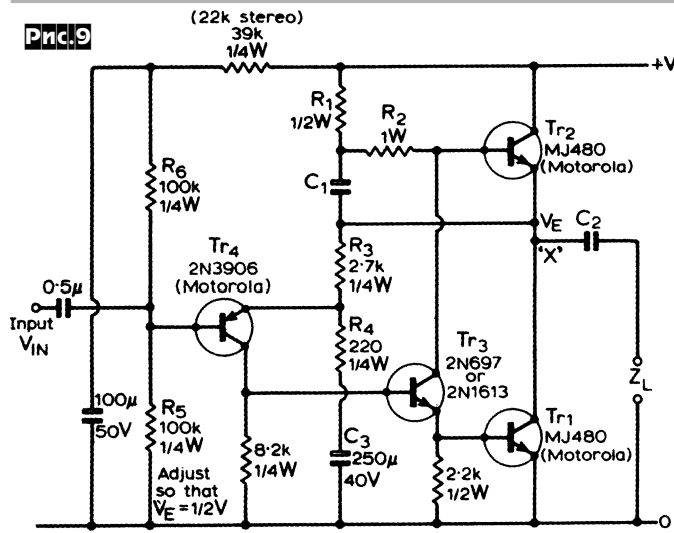 Рис.9
(22k stereo)
39k
1/4W
+V
R1
1/2W
R2
1W
Tr2
MJ480
(Motorola)
R6
100k
1/4W
C1
VE
C2
'X'
Tr4
2N3906
(Motorola)
R3
2·7k
1/4W
0·5µ
Input
VIN
R4
220
1/4W
Tr3
2N697
or
2N1613
ZL
100µ
50V
R5
100k
1/4W
Adjust
so that
VE=1/2V
8·2k
1/4W
C3
250µ
40V
2·2k
1/2W
Tr1
MJ480
(Motorola)
0